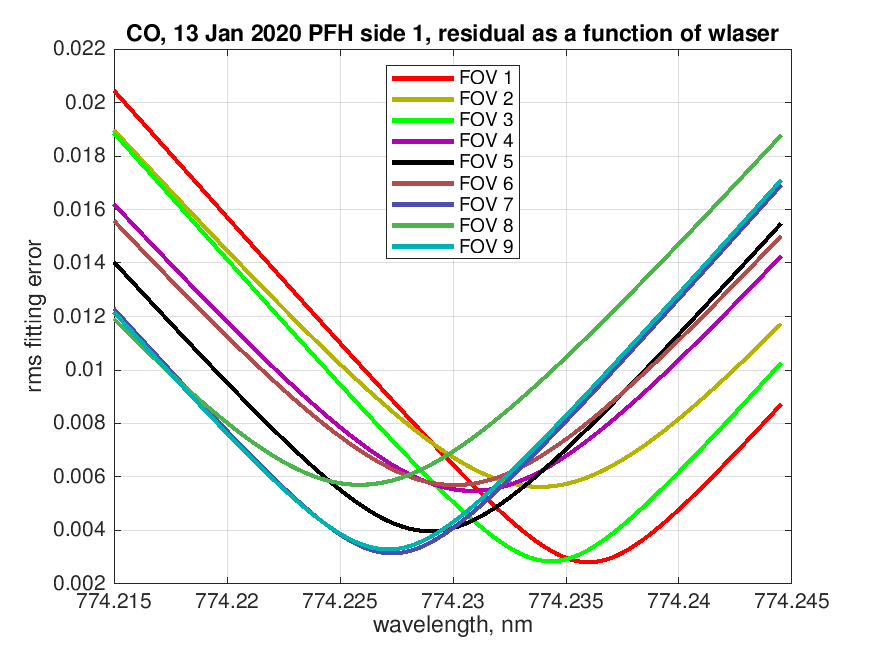 CO, 13 Jan 2020 PFH side 1, residual as a function of wlaser
0.022
0.02
0.018
0.016
0.014
0.012
0.01
0.008
0.006
0.004
0.002
rms fitting error
FOV 1
FOV 2
FOV 3
FOV 4
FOV 5
FOV 6
FOV 7
FOV 8
FOV 9
774.215
774.22
774.225
774.23
774.235
774.24
774.245
wavelength, nm